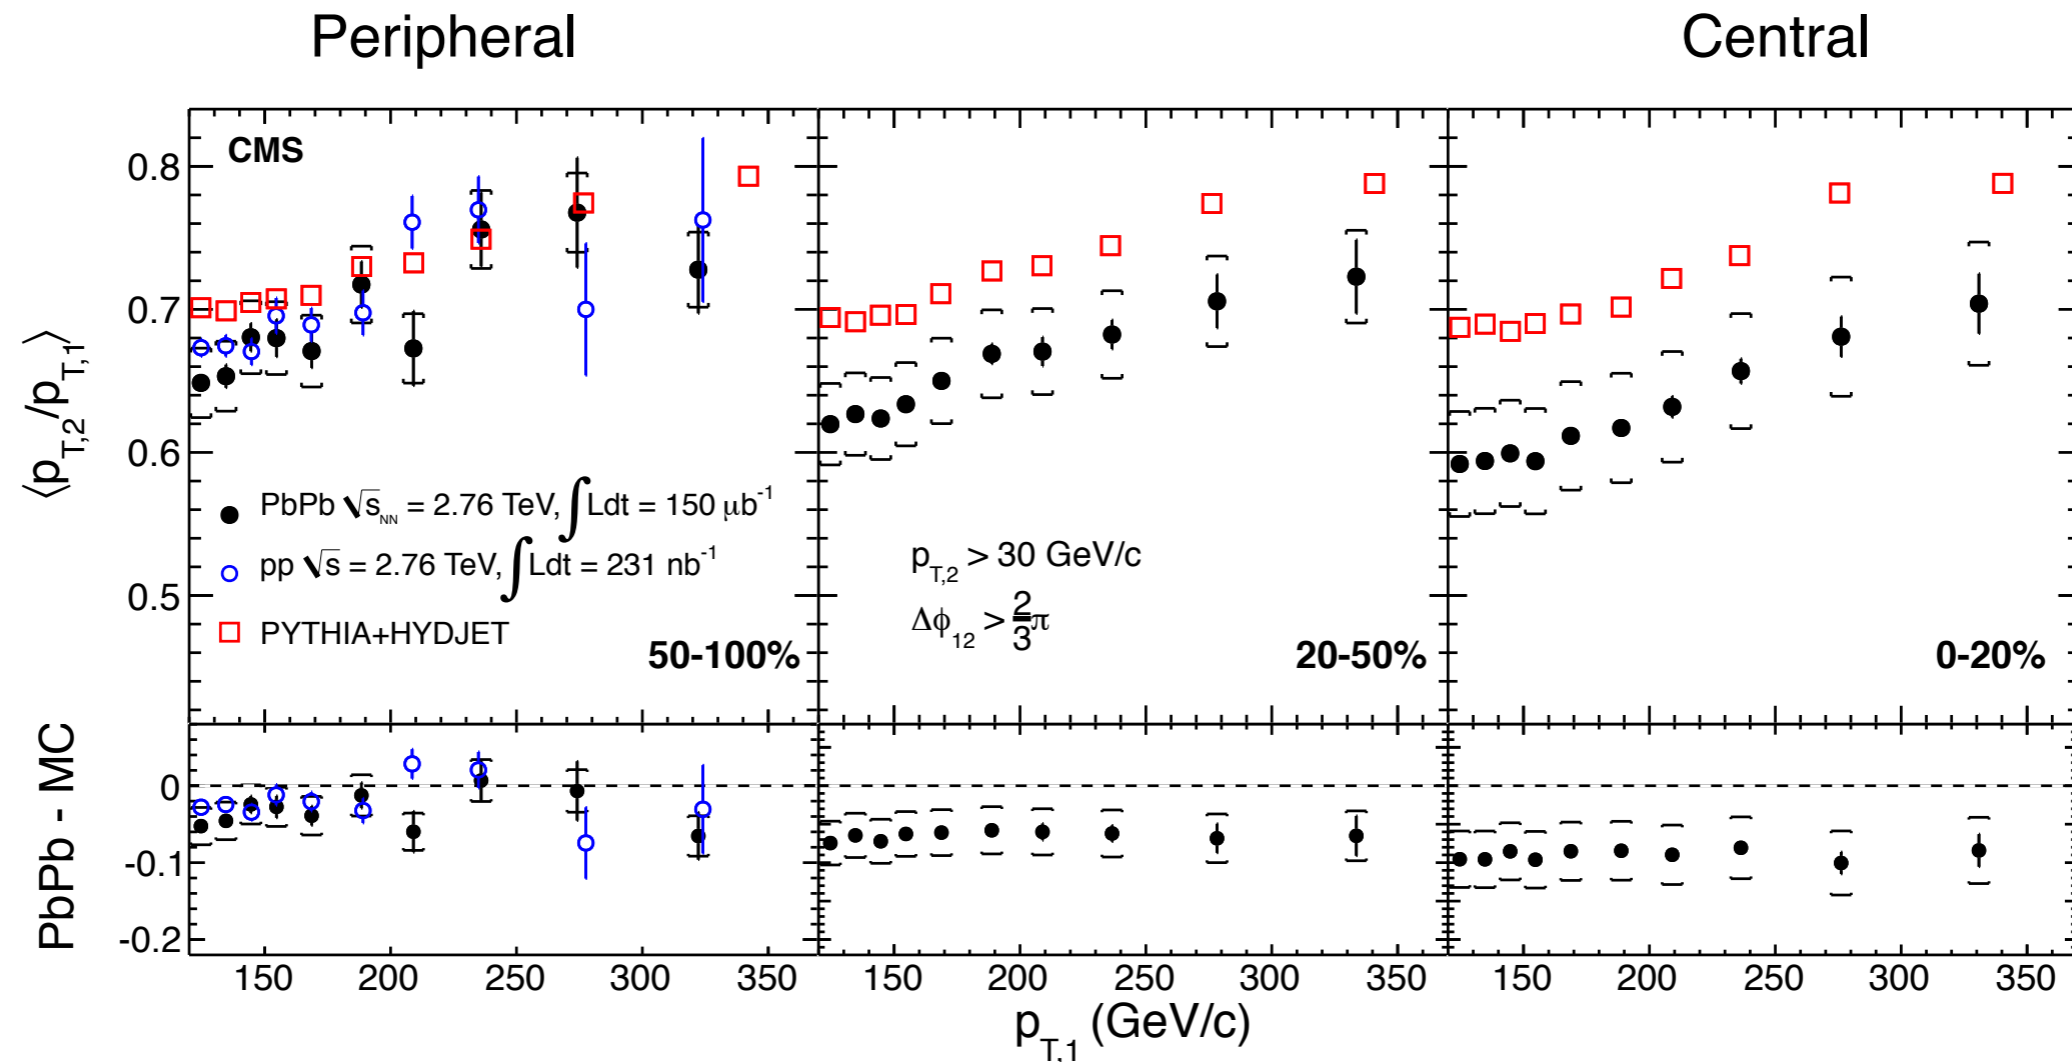 Peripheral
Central
CMS
⟨p_T,2/p_T,1⟩
0.8
0.7
0.6
0.5
PbPb √s_NN = 2.76 TeV, ∫Ldt = 150 μb⁻¹
pp √s = 2.76 TeV, ∫Ldt = 231 nb⁻¹
PYTHIA+HYDJET
50-100%
p_T,2 > 30 GeV/c
Δϕ_12 > 2/3 π
20-50%
0-20%
PbPb - MC
0
-0.1
-0.2
150 200 250 300 350
150 200 250 300 350
150 200 250 300 350
p_T,1 (GeV/c)